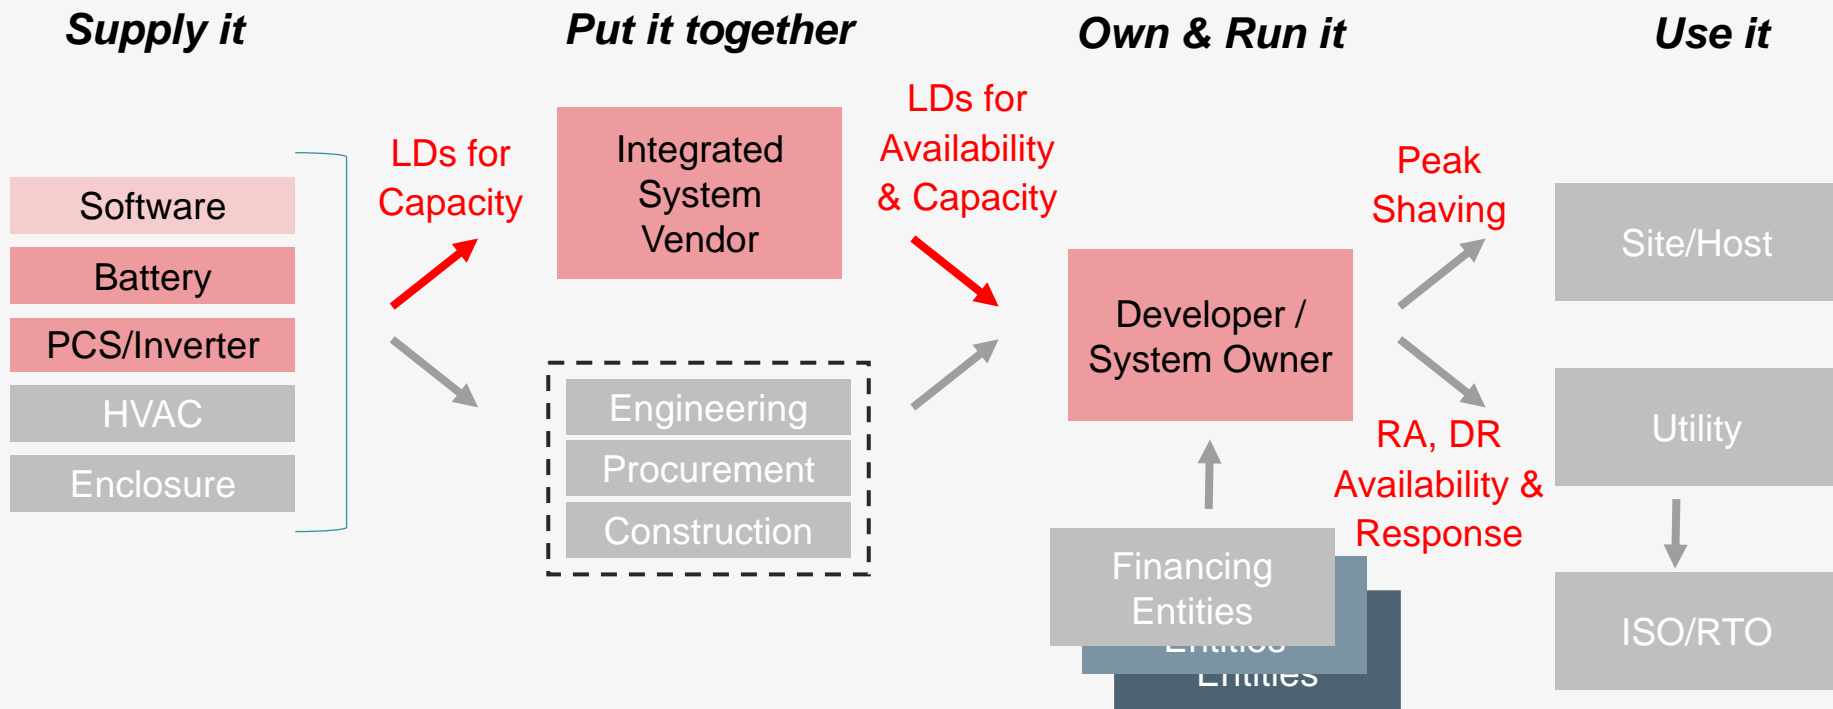 Supply it
Put it together
Own & Run it
Use it
Software
Battery
PCS/Inverter
HVAC
Enclosure
LDs for
Capacity
Integrated
System
Vendor
Engineering
Procurement
Construction
LDs for
Availability
& Capacity
Developer /
System Owner
Financing
Entities
Entities
Entities
Peak
Shaving
RA, DR
Availability &
Response
Site/Host
Utility
ISO/RTO